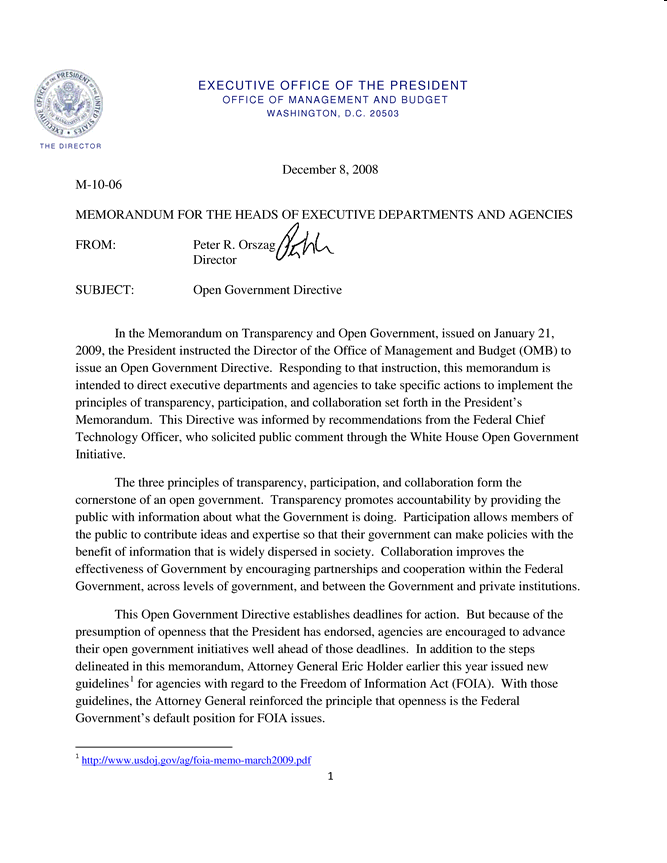 EXECUTIVE OFFICE OF THE PRESIDENT
OFFICE OF MANAGEMENT AND BUDGET
WASHINGTON, D.C. 20503
THE DIRECTOR
December 8, 2008
M-10-06
MEMORANDUM FOR THE HEADS OF EXECUTIVE DEPARTMENTS AND AGENCIES
FROM: Peter R. Orszag
Director
SUBJECT: Open Government Directive
In the Memorandum on Transparency and Open Government, issued on January 21,
2009, the President instructed the Director of the Office of Management and Budget (OMB) to
issue an Open Government Directive. Responding to that instruction, this memorandum is
intended to direct executive departments and agencies to take specific actions to implement the
principles of transparency, participation, and collaboration set forth in the President’s
Memorandum. This Directive was informed by recommendations from the Federal Chief
Technology Officer, who solicited public comment through the White House Open Government
Initiative.
The three principles of transparency, participation, and collaboration form the
cornerstone of an open government. Transparency promotes accountability by providing the
public with information about what the Government is doing. Participation allows members of
the public to contribute ideas and expertise so that their government can make policies with the
benefit of information that is widely dispersed in society. Collaboration improves the
effectiveness of Government by encouraging partnerships and cooperation within the Federal
Government, across levels of government, and between the Government and private institutions.
This Open Government Directive establishes deadlines for action. But because of the
presumption of openness that the President has endorsed, agencies are encouraged to advance
their open government initiatives well ahead of those deadlines. In addition to the steps
delineated in this memorandum, Attorney General Eric Holder earlier this year issued new
guidelines1 for agencies with regard to the Freedom of Information Act (FOIA). With those
guidelines, the Attorney General reinforced the principle that openness is the Federal
Government’s default position for FOIA issues.
1 http://www.usdoj.gov/ag/foia-memo-march2009.pdf
1